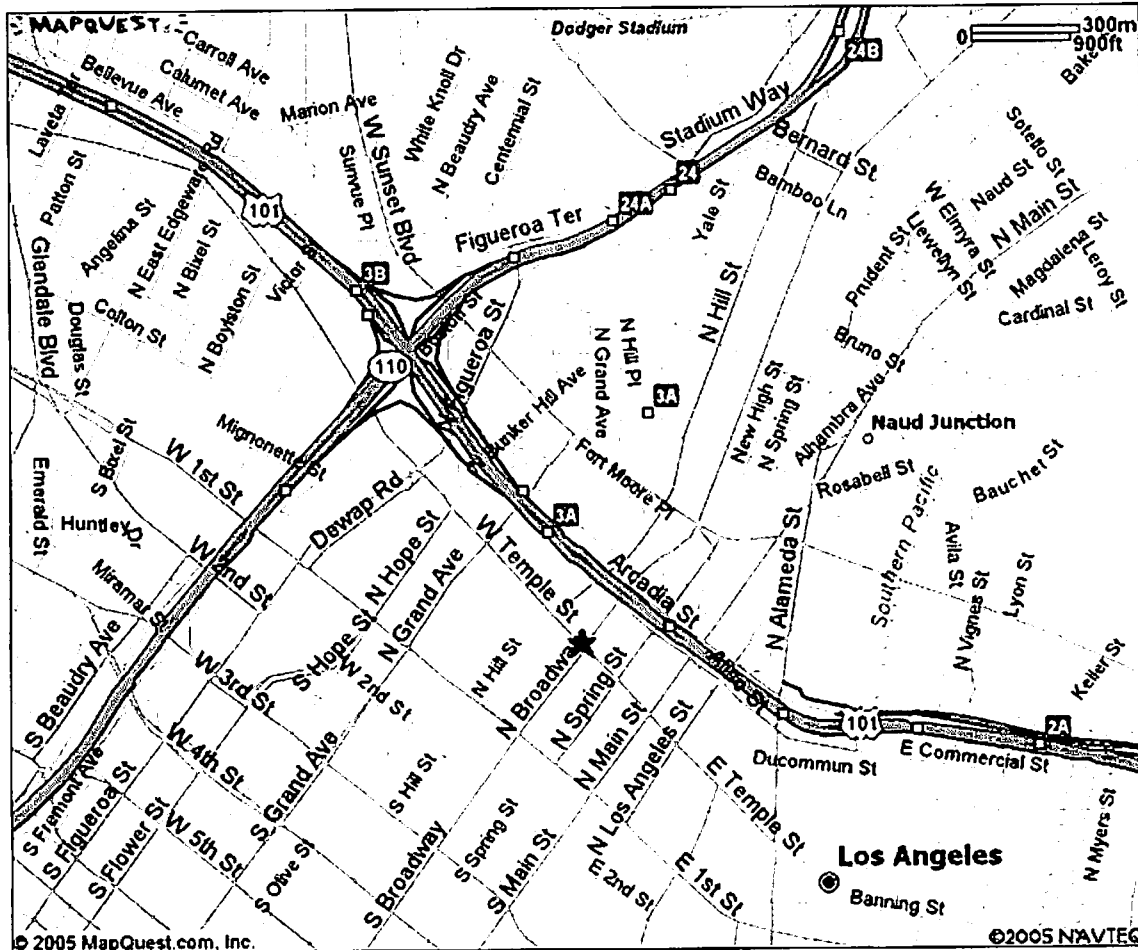 MAPQUEST
Dodger Stadium
300m
0
900ft
24B
Carroll Ave
Bellevue Ave
Calumet Ave
Marion Ave
White Knoll Dr
N Beaudry Ave
Centennial St
W Sunset Blvd
Sunvue Pl
Stadium Way
Bernard St
Bamboo Ln
Sotello St
Naud St
W Elmyra St
Llewellyn St
N Main St
Magdalena St
Leroy St
Cardinal St
Patton St
Angelina St
N East Edgeware Rd
N Bixel St
101
24
24A
Figueroa Ter
Yale St
Prudent St
Glendale Blvd
Colton St
Douglas St
N Boylston St
Victor St
3B
110
Boston St
Figueroa St
Bunker Hill Ave
N Hill Pl
N Grand Ave
3A
N Hill St
New High St
N Spring St
Bruno St
Alhambra Ave
Naud Junction
Rosabell St
Bauchet St
Southern Pacific
Avila St
N Vignes St
Lyon St
Keller St
Fort Moore Pl
N Alameda St
Mignonette St
W 1st St
S Bixel St
Emerald St
Huntley Dr
Miramar St
W 2nd St
Dewap Rd
N Hope St
N Grand Ave
W Temple St
3A
Arcadia St
Aliso St
101
2A
E Commercial St
Ducommun St
S Beaudry Ave
W 3rd St
S Hope St
W 2nd St
N Hill St
N Broadway
N Spring St
N Main St
N Los Angeles St
E Temple St
S Fremont Ave
S Figueroa St
S Flower St
W 4th St
W 5th St
S Grand Ave
S Olive St
S Hill St
S Broadway
S Spring St
S Main St
E 2nd St
E 1st St
Los Angeles
Banning St
N Myers St
© 2005 MapQuest.com, Inc.
©2005 NAVTEQ